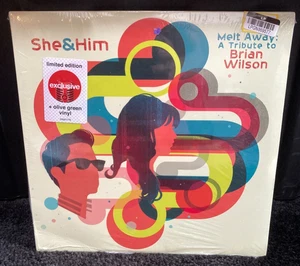 She&Him
Melt Away:
A Tribute to
Brian
Wilson
limited edition
exclusive
+ olive green
vinyl